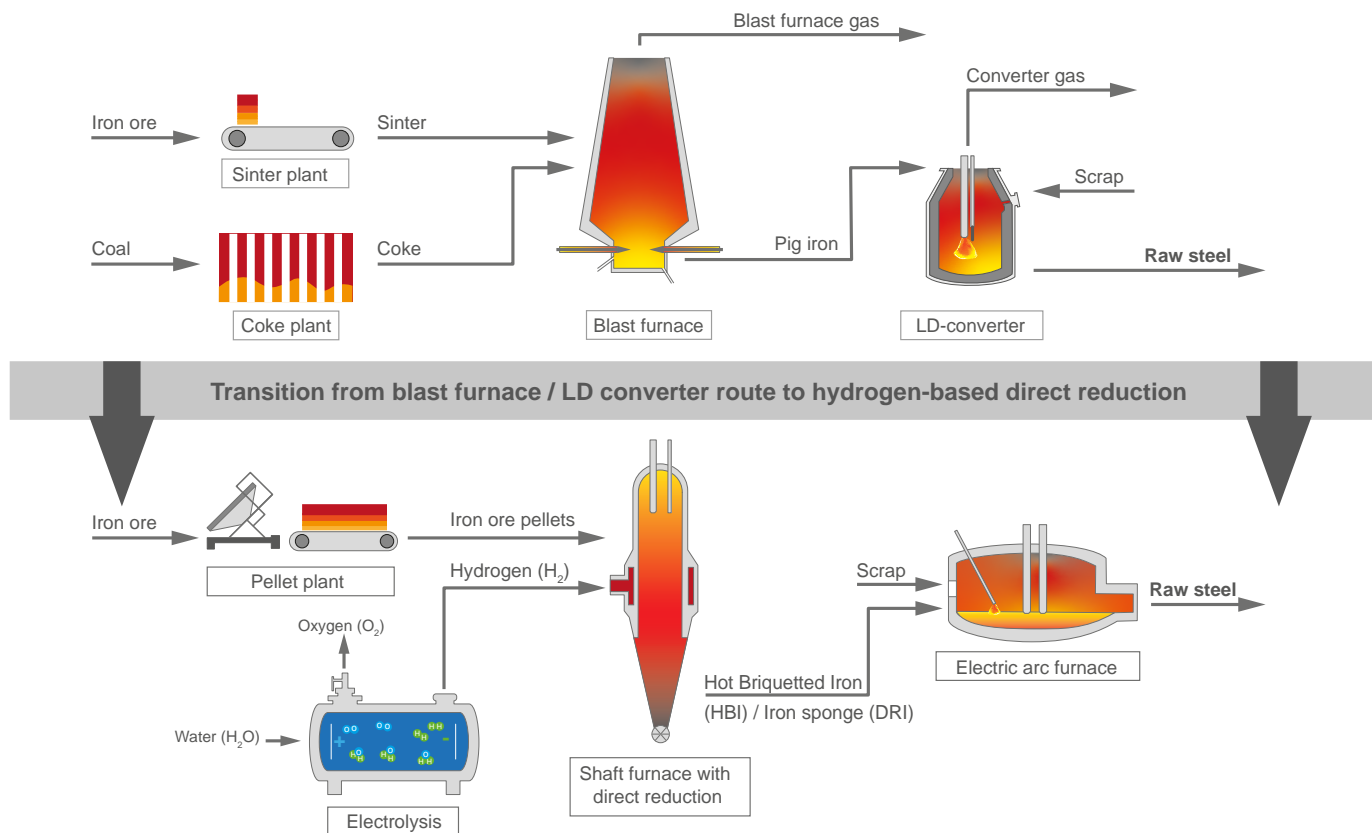 Blast furnace gas
Converter gas
Iron ore
Sinter
Sinter plant
Scrap
Coal
Coke
Pig iron
Raw steel
Coke plant
Blast furnace
LD-converter
Transition from blast furnace / LD converter route to hydrogen-based direct reduction
Iron ore
Iron ore pellets
Pellet plant
Hydrogen (H₂)
Scrap
Raw steel
Oxygen (O₂)
Electric arc furnace
Hot Briquetted Iron
(HBI) / Iron sponge (DRI)
Water (H₂O)
+
-
O O
O O
H H
H H
O
H H
O
H H
O
H H
Shaft furnace with
direct reduction
Electrolysis